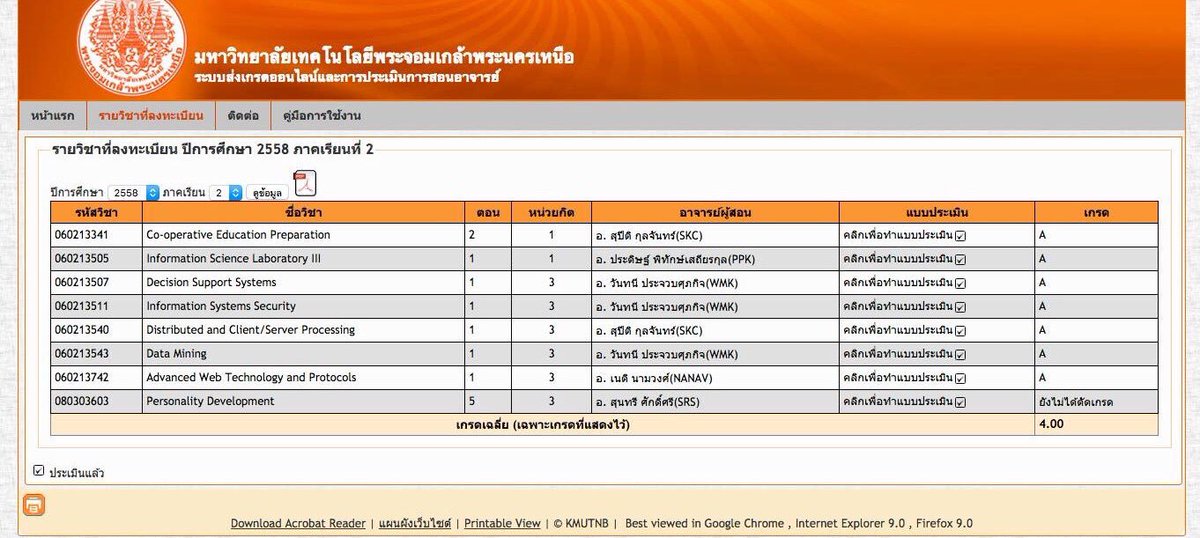 พระจอมเกล้าพระนครเหนือ
มหาวิทยาลัยเทคโนโลยีพระจอมเกล้าพระนครเหนือ
ระบบส่งเกรดออนไลน์และการประเมินการสอนอาจารย์
หน้าแรก รายวิชาที่ลงทะเบียน ติดต่อ คู่มือการใช้งาน
รายวิชาที่ลงทะเบียน ปีการศึกษา 2558 ภาคเรียนที่ 2
ปีการศึกษา 2558 ภาคเรียน 2 ดูข้อมูล
รหัสวิชา ชื่อวิชา ตอน หน่วยกิต อาจารย์ผู้สอน แบบประเมิน เกรด
060213341 Co-operative Education Preparation 2 1 อ. สุปีติ กุลจันทร์(SKC) คลิกเพื่อทำแบบประเมิน A
060213505 Information Science Laboratory III 1 1 อ. ประดิษฐ์ พิทักษ์เสถียรกุล(PPK) คลิกเพื่อทำแบบประเมิน A
060213507 Decision Support Systems 1 3 อ. วันทนี ประจวบศุภกิจ(WMK) คลิกเพื่อทำแบบประเมิน A
060213511 Information Systems Security 1 3 อ. วันทนี ประจวบศุภกิจ(WMK) คลิกเพื่อทำแบบประเมิน A
060213540 Distributed and Client/Server Processing 1 3 อ. สุปีติ กุลจันทร์(SKC) คลิกเพื่อทำแบบประเมิน A
060213543 Data Mining 1 3 อ. วันทนี ประจวบศุภกิจ(WMK) คลิกเพื่อทำแบบประเมิน A
060213742 Advanced Web Technology and Protocols 1 3 อ. เนติ นามวงศ์(NANAV) คลิกเพื่อทำแบบประเมิน A
080303603 Personality Development 5 3 อ. สุนทรี ศักดิ์ศรี(SRS) คลิกเพื่อทำแบบประเมิน ยังไม่ได้ตัดเกรด
เกรดเฉลี่ย (เฉพาะเกรดที่แสดงไว้) 4.00
ประเมินแล้ว
Download Acrobat Reader | แผนผังเว็บไซต์ | Printable View | © KMUTNB | Best viewed in Google Chrome , Internet Explorer 9.0 , Firefox 9.0